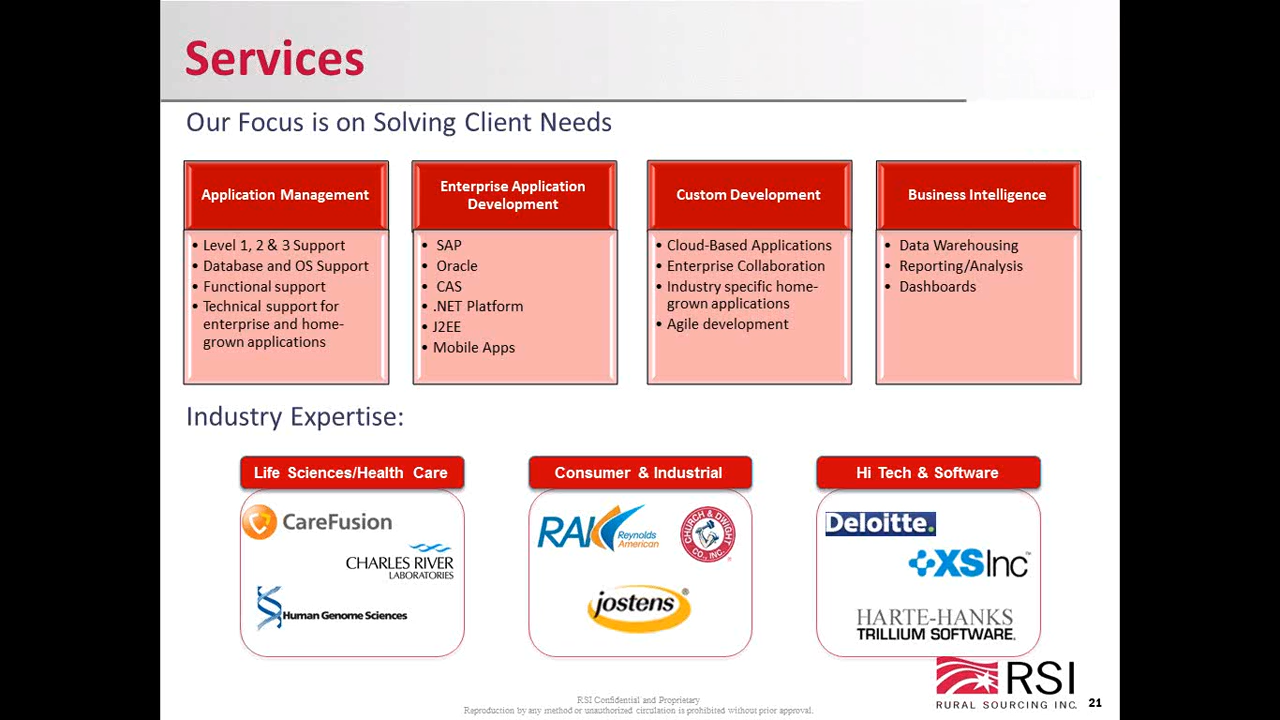 Services
Our Focus is on Solving Client Needs
Application Management
• Level 1, 2 & 3 Support
• Database and OS Support
• Functional support
• Technical support for
enterprise and home-
grown applications
Enterprise Application
Development
• SAP
• Oracle
• CAS
• .NET Platform
• J2EE
• Mobile Apps
Custom Development
• Cloud-Based Applications
• Enterprise Collaboration
• Industry specific home-
grown applications
• Agile development
Business Intelligence
• Data Warehousing
• Reporting/Analysis
• Dashboards
Industry Expertise:
Life Sciences/Health Care
CareFusion
CHARLES RIVER
LABORATORIES
Human Genome Sciences
Consumer & Industrial
RAI
Reynolds
American
CHURCH & DWIGHT
CO., INC.
®
jostens®
Hi Tech & Software
Deloitte.
XSInc™
HARTE-HANKS
TRILLIUM SOFTWARE.
RSI
RURAL SOURCING INC.
21
RSI Confidential and Proprietary
Reproduction by any method or unauthorized circulation is prohibited without prior approval.